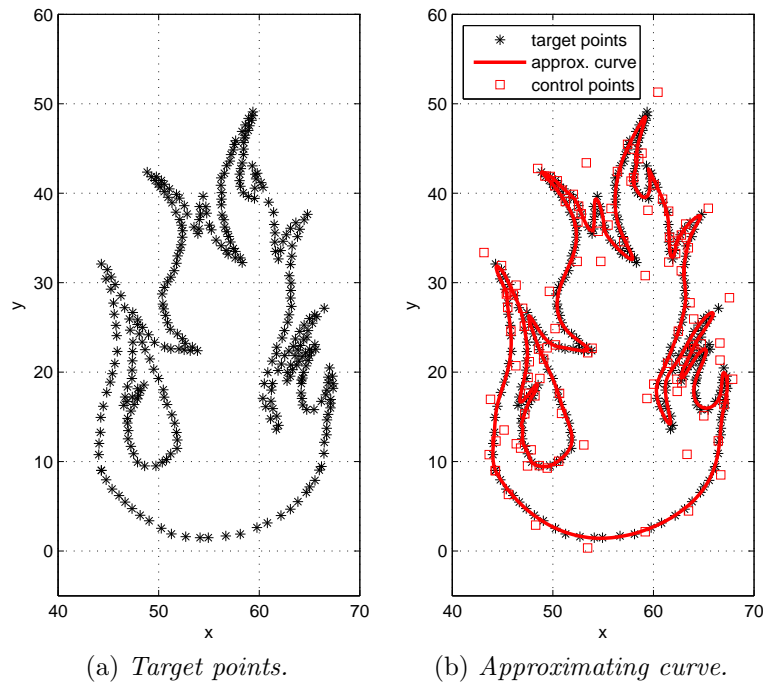 60
50
40
30
20
10
0
y
40 50 60 70
x
(a) Target points.
60
50
40
30
20
10
0
y
target points
approx. curve
control points
40 50 60 70
x
(b) Approximating curve.